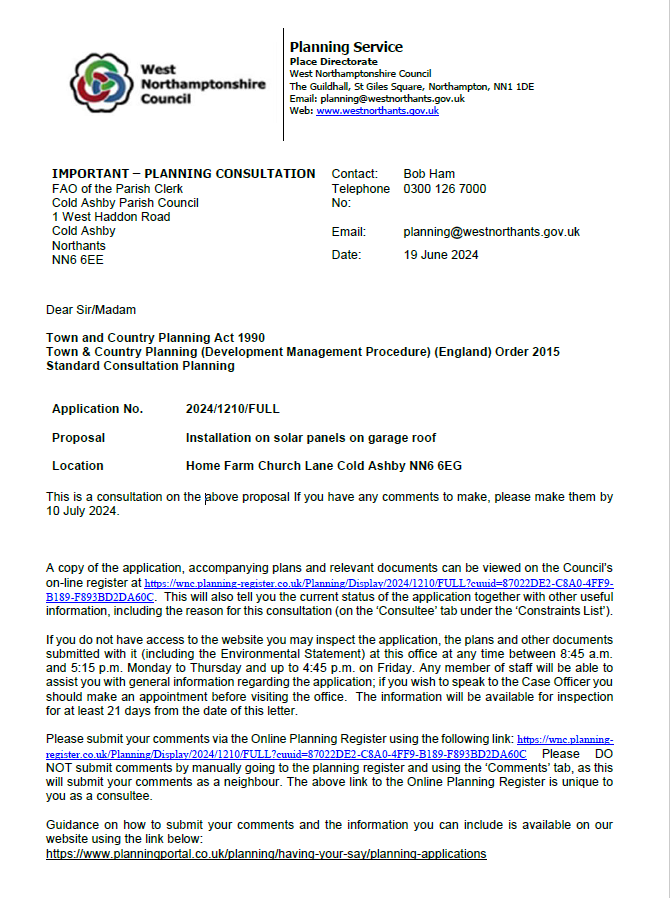 West
Northamptonshire
Council
Planning Service
Place Directorate
West Northamptonshire Council
The Guildhall, St Giles Square, Northampton, NN1 1DE
Email: planning@westnorthants.gov.uk
Web: www.westnorthants.gov.uk
IMPORTANT – PLANNING CONSULTATION
FAO of the Parish Clerk
Cold Ashby Parish Council
1 West Haddon Road
Cold Ashby
Northants
NN6 6EE
Contact: Bob Ham
Telephone 0300 126 7000
No:
Email: planning@westnorthants.gov.uk
Date: 19 June 2024
Dear Sir/Madam
Town and Country Planning Act 1990
Town & Country Planning (Development Management Procedure) (England) Order 2015
Standard Consultation Planning
Application No. 2024/1210/FULL
Proposal Installation on solar panels on garage roof
Location Home Farm Church Lane Cold Ashby NN6 6EG
This is a consultation on the above proposal If you have any comments to make, please make them by
10 July 2024.
A copy of the application, accompanying plans and relevant documents can be viewed on the Council's
on-line register at https://wnc.planning-register.co.uk/Planning/Display/2024/1210/FULL?cuuid=87022DE2-C8A0-4FF9-
B189-F893BD2DA60C. This will also tell you the current status of the application together with other useful
information, including the reason for this consultation (on the ‘Consultee’ tab under the ‘Constraints List’).
If you do not have access to the website you may inspect the application, the plans and other documents
submitted with it (including the Environmental Statement) at this office at any time between 8:45 a.m.
and 5:15 p.m. Monday to Thursday and up to 4:45 p.m. on Friday. Any member of staff will be able to
assist you with general information regarding the application; if you wish to speak to the Case Officer you
should make an appointment before visiting the office. The information will be available for inspection
for at least 21 days from the date of this letter.
Please submit your comments via the Online Planning Register using the following link: https://wnc.planning-
register.co.uk/Planning/Display/2024/1210/FULL?cuuid=87022DE2-C8A0-4FF9-B189-F893BD2DA60C Please DO
NOT submit comments by manually going to the planning register and using the ‘Comments’ tab, as this
will submit your comments as a neighbour. The above link to the Online Planning Register is unique to
you as a consultee.
Guidance on how to submit your comments and the information you can include is available on our
website using the link below:
https://www.planningportal.co.uk/planning/having-your-say/planning-applications